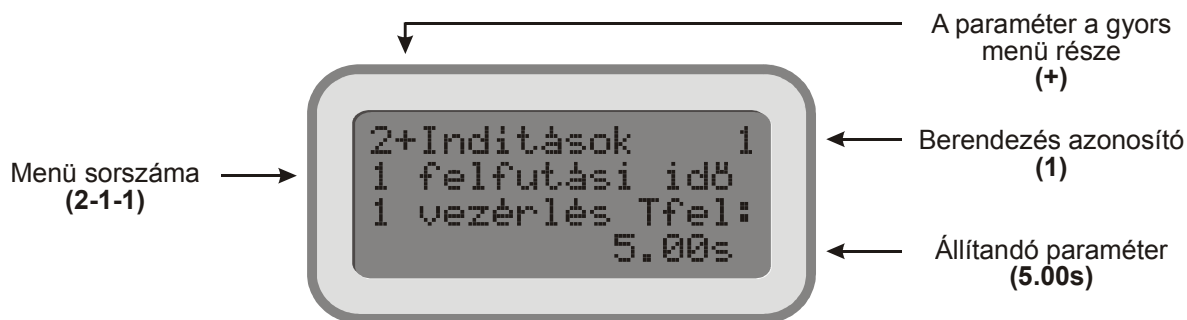 A paraméter a gyors
menü része
(+)
2+Inditások 1
1 felfutási idő
1 vezérlés Tfel:
5.00s
Menü sorszáma
(2-1-1)
Berendezés azonosító
(1)
Állítandó paraméter
(5.00s)